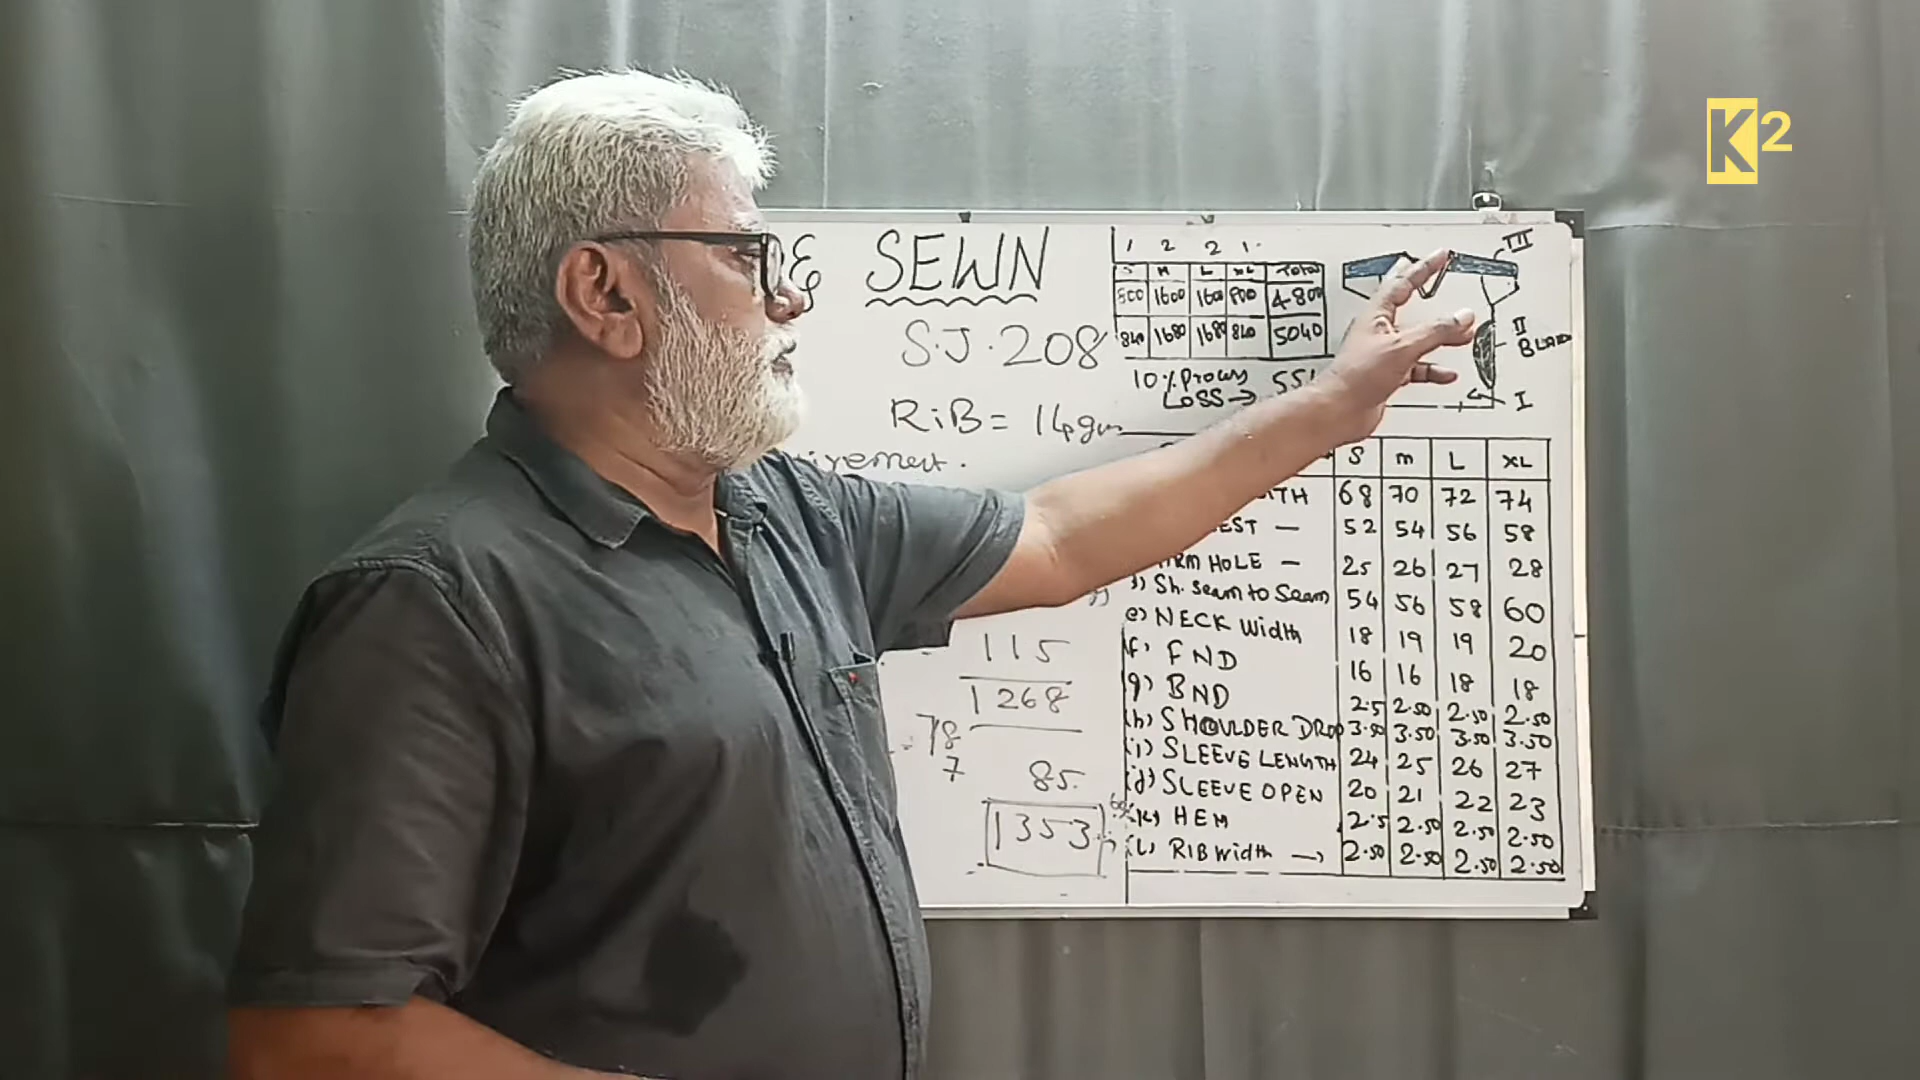 K2
& SEWN
S.J. 208
RiB = 14gm
1 2 2 1
S M L XL Total
800 1600 1600 800 4800
840 1680 1680 840 5040
10% Process
Loss →
III
II
I
S m L XL
68 70 72 74
EST — 52 54 56 58
ARM HOLE — 25 26 27 28
Sh. Seam to Seam 54 56 58 60
e) NECK width 18 19 19 20
(f) FND 16 16 18 18
(g) BND 2.5 2.50 2.50 2.50
(h) SHOULDER DROP 3.50 3.50 3.50 3.50
(i) SLEEVE LENGTH 24 25 26 27
(j) SLEEVE OPEN 20 21 22 23
(k) HEM 2.5 2.50 2.50 2.50
(L) RIB width → 2.50 2.50 2.50 2.50
115
1268
78
7
85.
1353